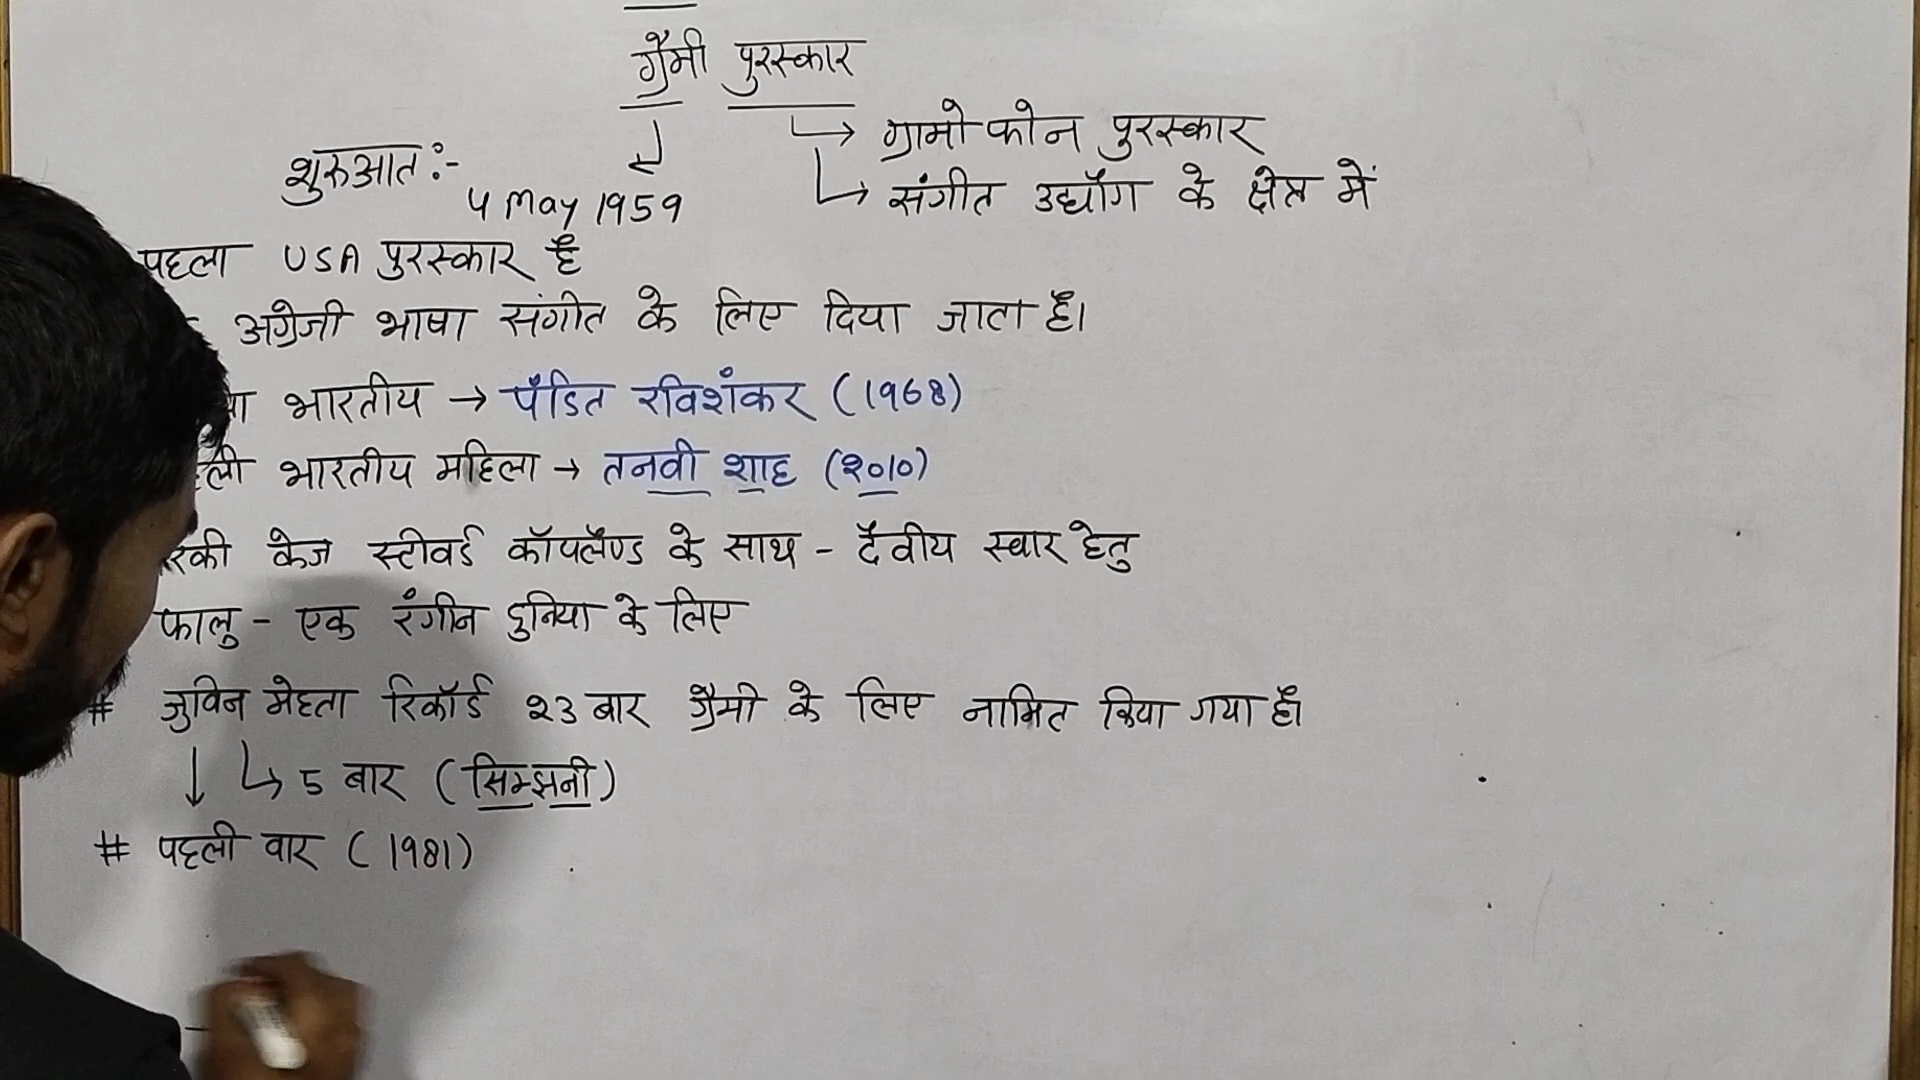 ग्रैमी पुरस्कार
→ ग्रामोफोन पुरस्कार
शुरुआत:-
4 May 1959
→ संगीत उद्यौग के क्षेत्र में
पहला USA पुरस्कार है
अंग्रेजी भाषा संगीत के लिए दिया जाता है।
भारतीय → पंडित रविशंकर (1968)
भारतीय महिला → तनवी शाह (2010)
केज स्टीवर्ड कॉपलैण्ड के साथ - दैवीय स्वार हेतु
फालु - एक रंगीन दुनिया के लिए
# जुविन मेहता रिकॉर्ड 23 बार ग्रैमी के लिए नामित किया गया है।
↓ → 5 बार (सिम्झनी)
# पहली वार (1981)